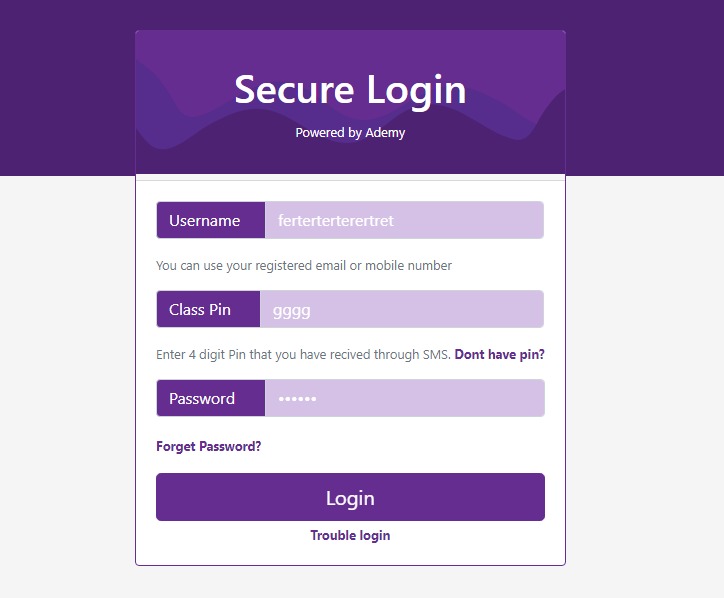 Secure Login
Powered by Ademy
Username ferterterterertret
You can use your registered email or mobile number
Class Pin gggg
Enter 4 digit Pin that you have recived through SMS. Dont have pin?
Password ••••••
Forget Password?
Login
Trouble login